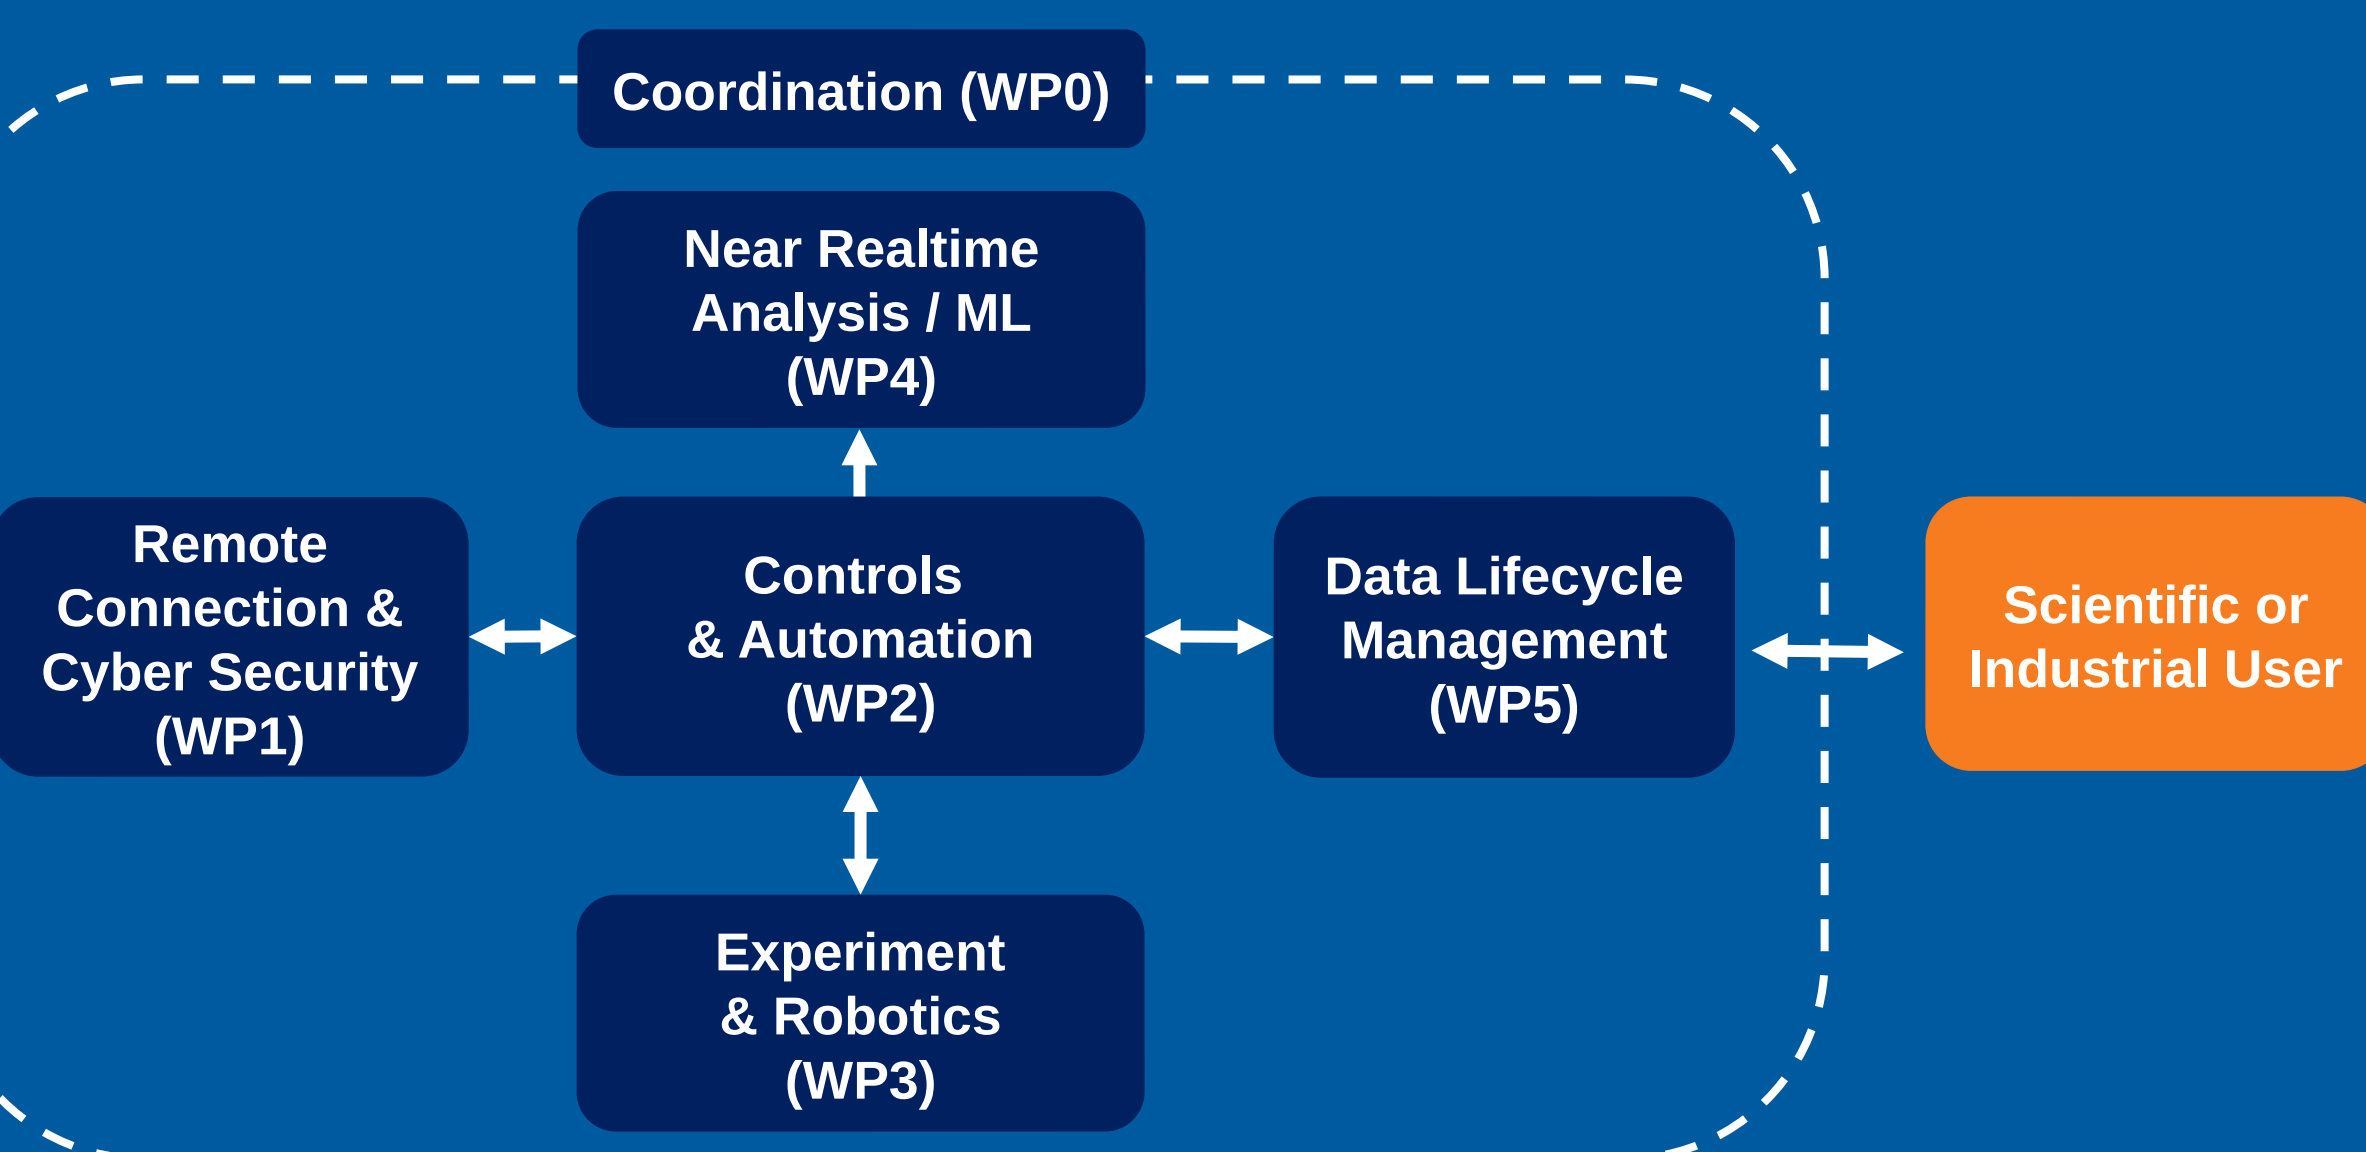 Coordination (WP0)
Near Realtime
Analysis / ML
(WP4)
Remote
Connection &
Cyber Security
(WP1)
Controls
& Automation
(WP2)
Data Lifecycle
Management
(WP5)
Scientific or
Industrial User
Experiment
& Robotics
(WP3)